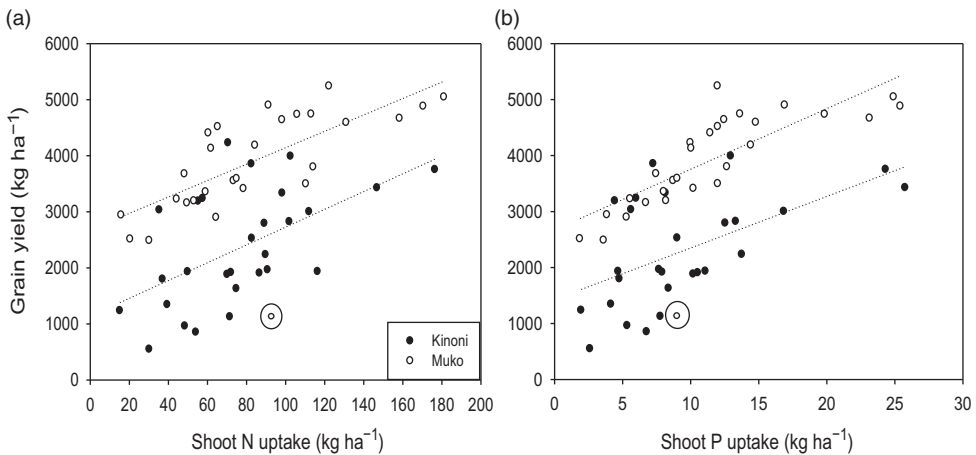 (a)
(b)
Grain yield (kg ha⁻¹)
6000
5000
4000
3000
2000
1000
0
0 20 40 60 80 100 120 140 160 180 200
Shoot N uptake (kg ha⁻¹)
Kinoni
Muko
6000
5000
4000
3000
2000
1000
0
0 5 10 15 20 25 30
Shoot P uptake (kg ha⁻¹)